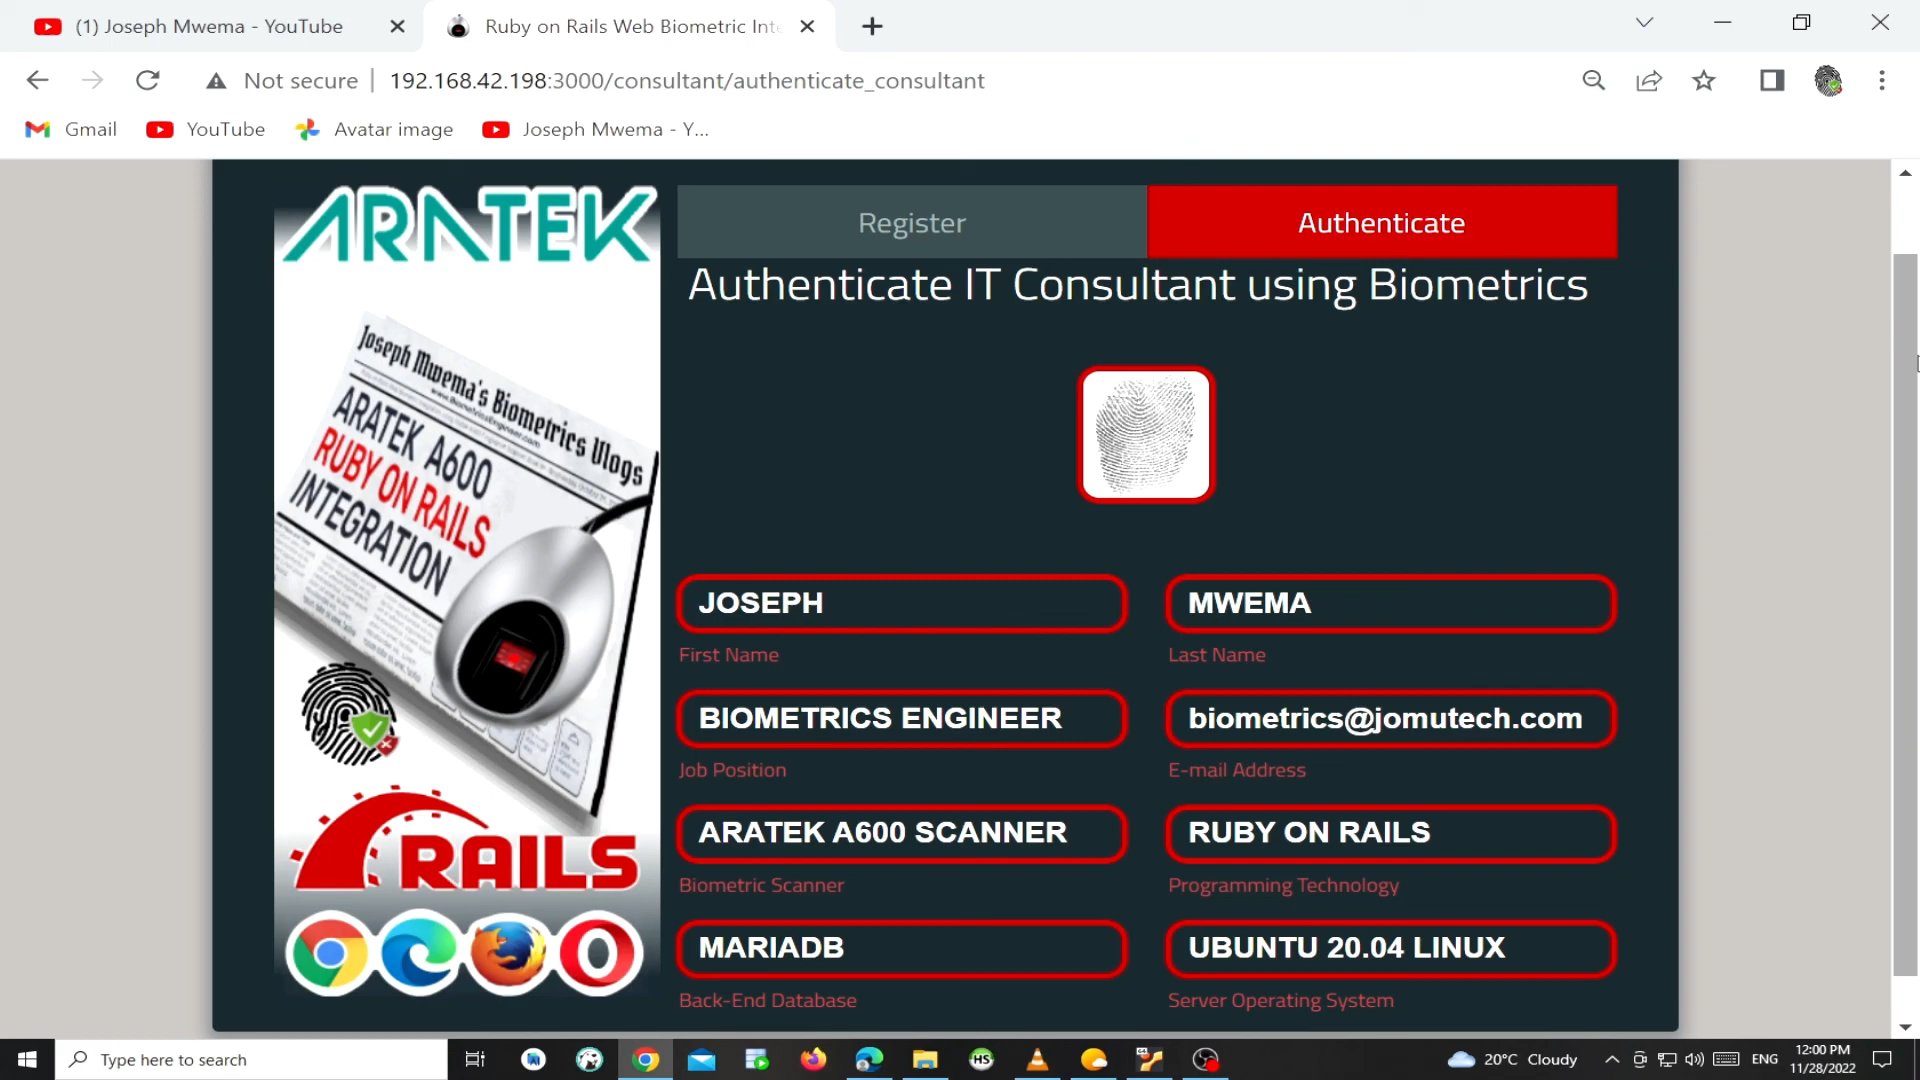 (1) Joseph Mwema - YouTube
Ruby on Rails Web Biometric Inte
Not secure
192.168.42.198:3000/consultant/authenticate_consultant
Gmail
YouTube
Avatar image
Joseph Mwema - Y...
ARATEK
Joseph Mwema's Biometrics Vlogs
ARATEK A600
RUBY ON RAILS
INTEGRATION
RAILS
Register
Authenticate
Authenticate IT Consultant using Biometrics
JOSEPH
MWEMA
First Name
Last Name
BIOMETRICS ENGINEER
biometrics@jomutech.com
Job Position
E-mail Address
ARATEK A600 SCANNER
RUBY ON RAILS
Biometric Scanner
Programming Technology
MARIADB
UBUNTU 20.04 LINUX
Back-End Database
Server Operating System
Type here to search
AI
HS
20°C Cloudy
ENG
12:00 PM
11/28/2022